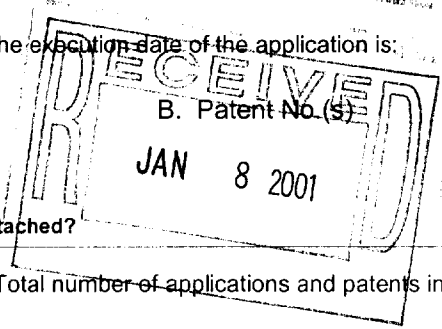 he execution date of the application is:
RECEIVED
B. Patent No.(s)
JAN 8 2001
tached?
Total number of applications and patents in